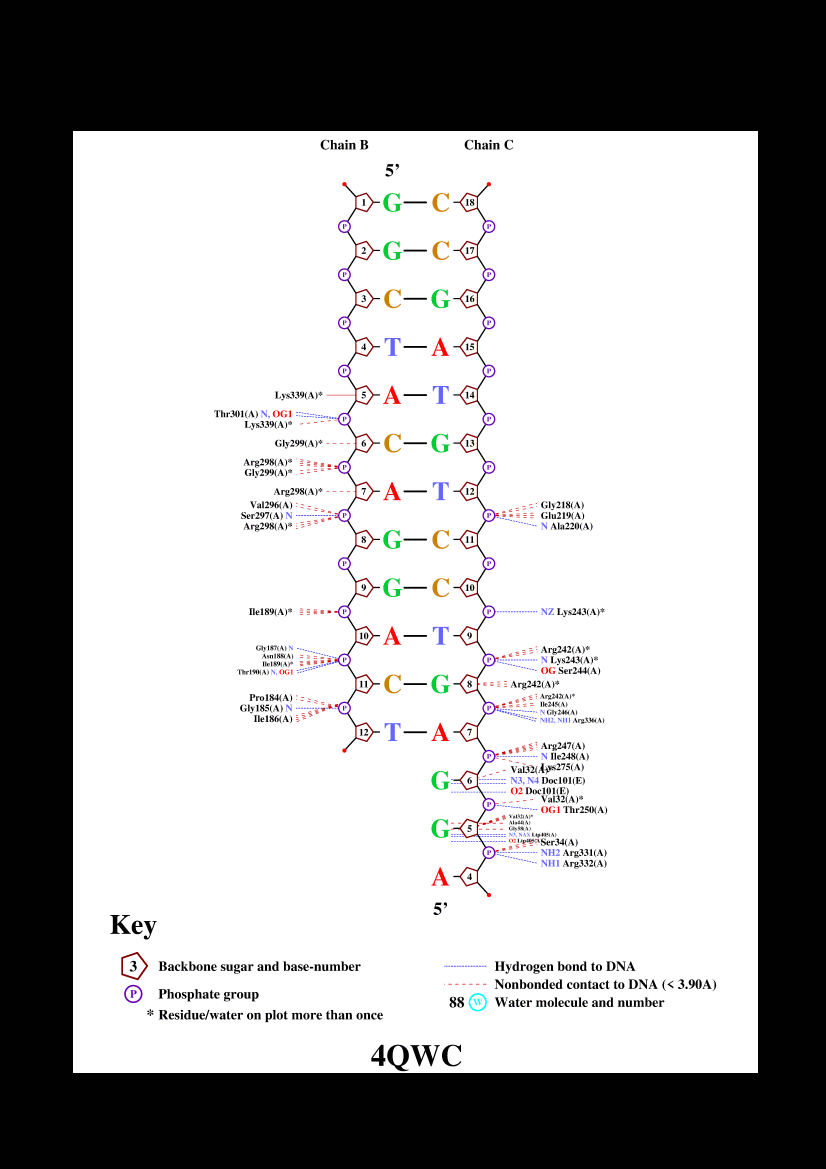 Chain B Chain C
5’
1 G C 18
P P
2 G C 17
P P
3 C G 16
P P
4 T A 15
P P
Lys339(A)* 5 A T 14
Thr301(A) N, OG1 P P
Lys339(A)*
Gly299(A)* 6 C G 13
Arg298(A)* P P
Gly299(A)*
Arg298(A)* 7 A T 12
Val296(A) Gly218(A)
Ser297(A) N P P Glu219(A)
Arg298(A)* N Ala220(A)
8 G C 11
P P
9 G C 10
Ile189(A)* P P NZ Lys243(A)*
10 A T 9
Gly187(A) N Arg242(A)*
Asn188(A) P P N Lys243(A)*
Ile189(A)* OG Ser244(A)
Thr190(A) N, OG1
11 C G 8 Arg242(A)*
Pro184(A) Arg242(A)*
Gly185(A) N P P Ile245(A)
Ile186(A) N Gly246(A)
NH2, NH1 Arg336(A)
12 T A 7
Arg247(A)
P N Ile248(A)
Lys275(A)
Val32(A)*
G 6 N3, N4 Doc101(E)
O2 Doc101(E)
Val32(A)*
P OG1 Thr250(A)
Val32(A)*
Ala44(A)
G 5 Gly58(A)
N3, NAX
O2
Ser34(A)
P NH2 Arg331(A)
NH1 Arg332(A)
A 4
5’
Key
3 Backbone sugar and base-number
P Phosphate group
* Residue/water on plot more than once
Hydrogen bond to DNA
Nonbonded contact to DNA (< 3.90A)
88 W Water molecule and number
4QWC